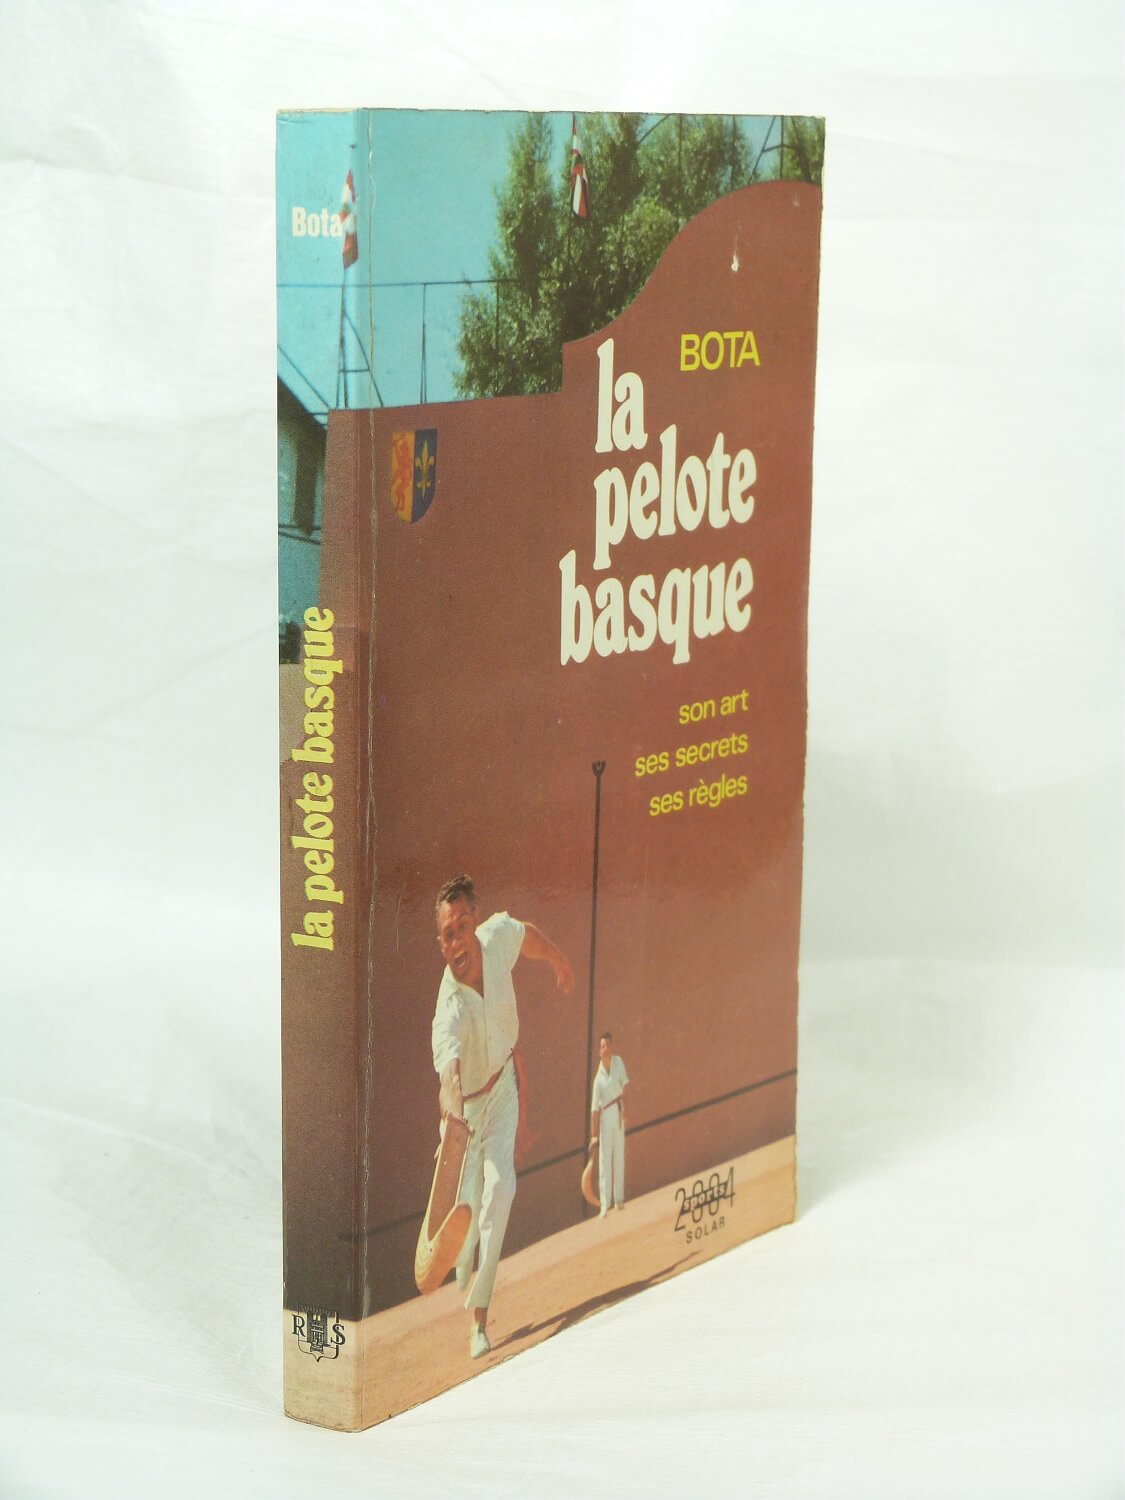 Bota
la pelote basque
R S
BOTA
la
pelote
basque
son art
ses secrets
ses règles
2004
SPORTS
SOLAR